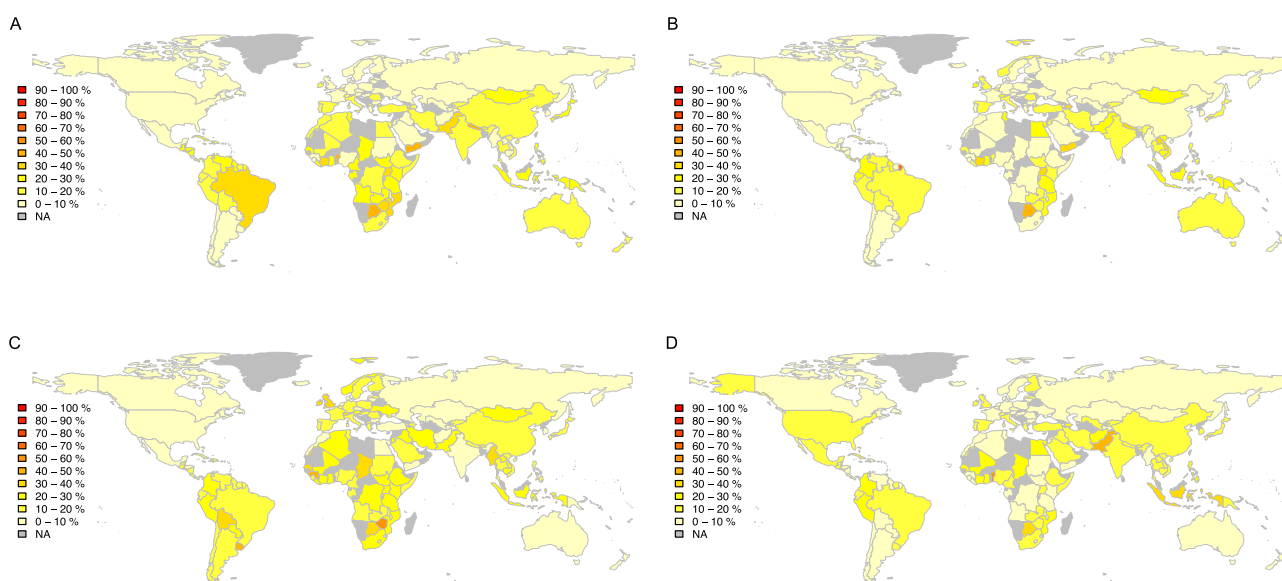 A
90 – 100 %
80 – 90 %
70 – 80 %
60 – 70 %
50 – 60 %
40 – 50 %
30 – 40 %
20 – 30 %
10 – 20 %
0 – 10 %
NA
B
90 – 100 %
80 – 90 %
70 – 80 %
60 – 70 %
50 – 60 %
40 – 50 %
30 – 40 %
20 – 30 %
10 – 20 %
0 – 10 %
NA
C
90 – 100 %
80 – 90 %
70 – 80 %
60 – 70 %
50 – 60 %
40 – 50 %
30 – 40 %
20 – 30 %
10 – 20 %
0 – 10 %
NA
D
90 – 100 %
80 – 90 %
70 – 80 %
60 – 70 %
50 – 60 %
40 – 50 %
30 – 40 %
20 – 30 %
10 – 20 %
0 – 10 %
NA